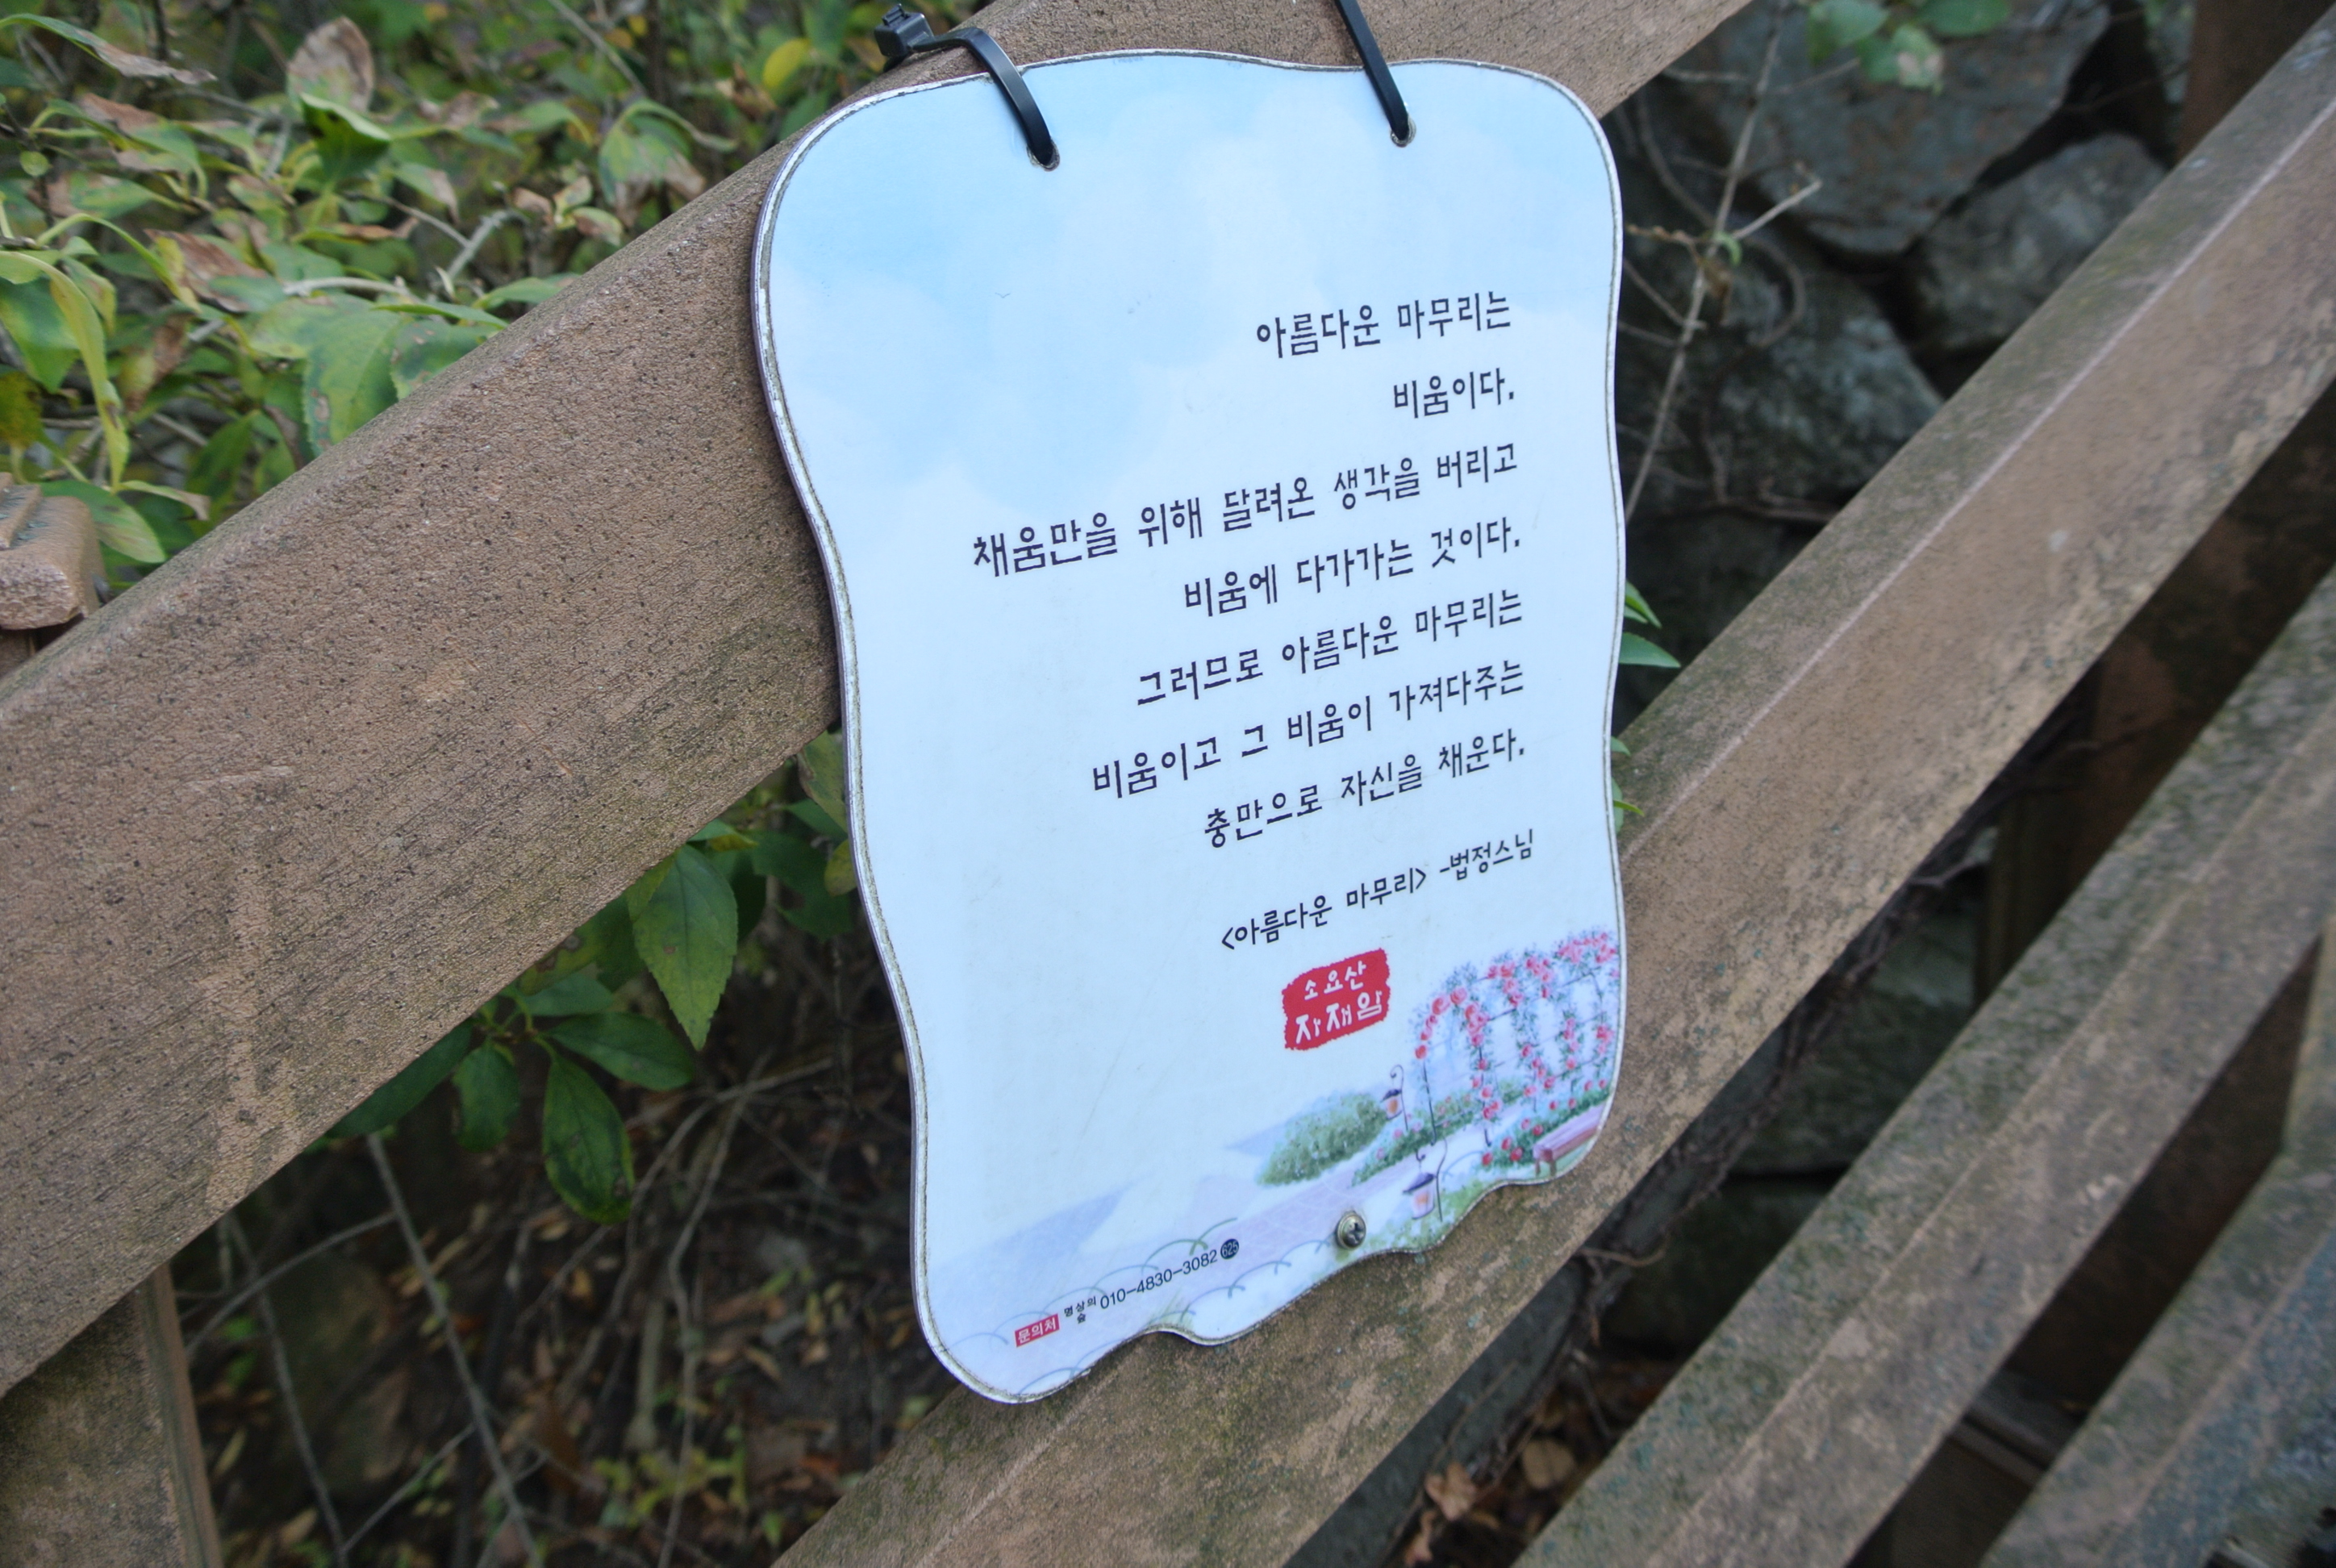 아름다운 마무리는
비움이다.
채움만을 위해 달려온 생각을 버리고
비움에 다가가는 것이다.
그러므로 아름다운 마무리는
비움이고 그 비움이 가져다주는
충만으로 자신을 채운다.
<아름다운 마무리> -법정스님
소요산
자재암
문의처 명상의숲 010-4830-3082 625